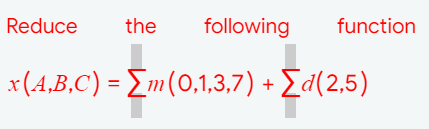 Reduce the following function
x(A,B,C) = ∑m(0,1,3,7) + ∑d(2,5)